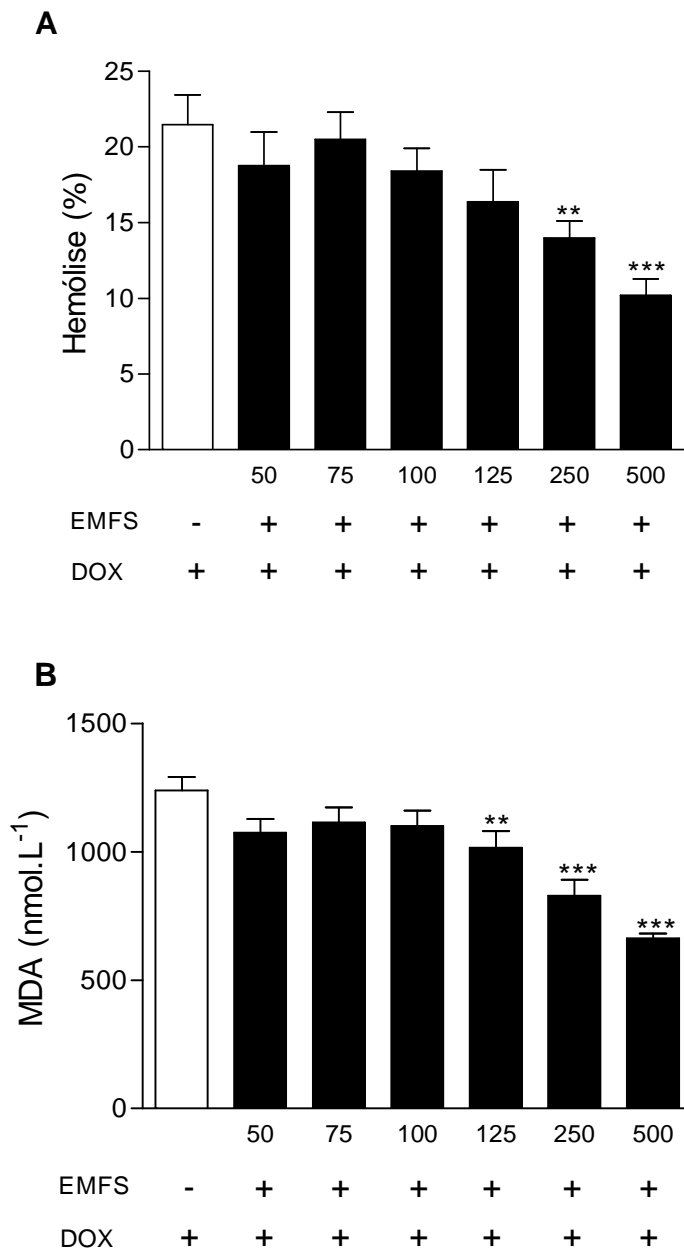 A
25
20
15
10
5
0
Hemólise (%)
**
***
50 75 100 125 250 500
EMFS - + + + + + +
DOX + + + + + + +
B
1500
1000
500
0
MDA (nmol.L⁻¹)
**
***
***
50 75 100 125 250 500
EMFS - + + + + + +
DOX + + + + + + +